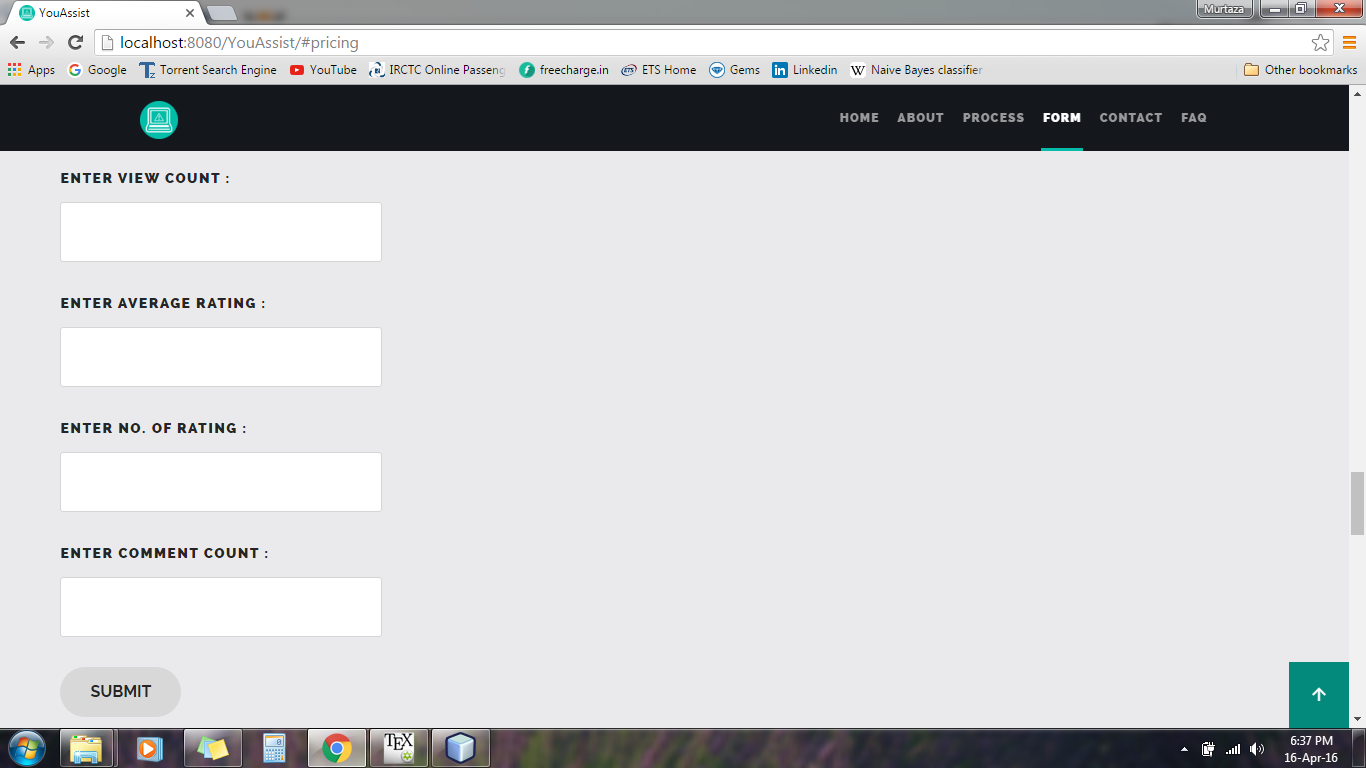 YouAssist
Murtaza
localhost:8080/YouAssist/#pricing
Apps Google Torrent Search Engine YouTube IRCTC Online Passeng freecharge.in ETS Home Gems Linkedin Naive Bayes classifier Other bookmarks
HOME ABOUT PROCESS FORM CONTACT FAQ
ENTER VIEW COUNT :
ENTER AVERAGE RATING :
ENTER NO. OF RATING :
ENTER COMMENT COUNT :
SUBMIT
TEX
6:37 PM
16-Apr-16